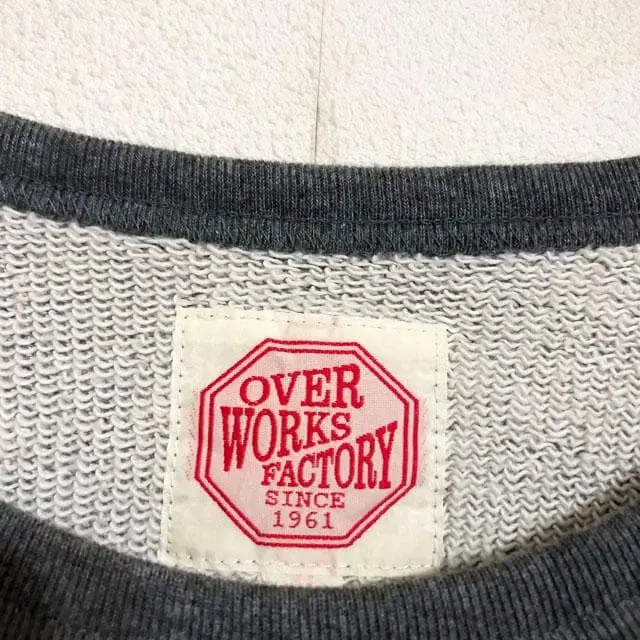 OVER
WORKS
FACTORY
SINCE
1961